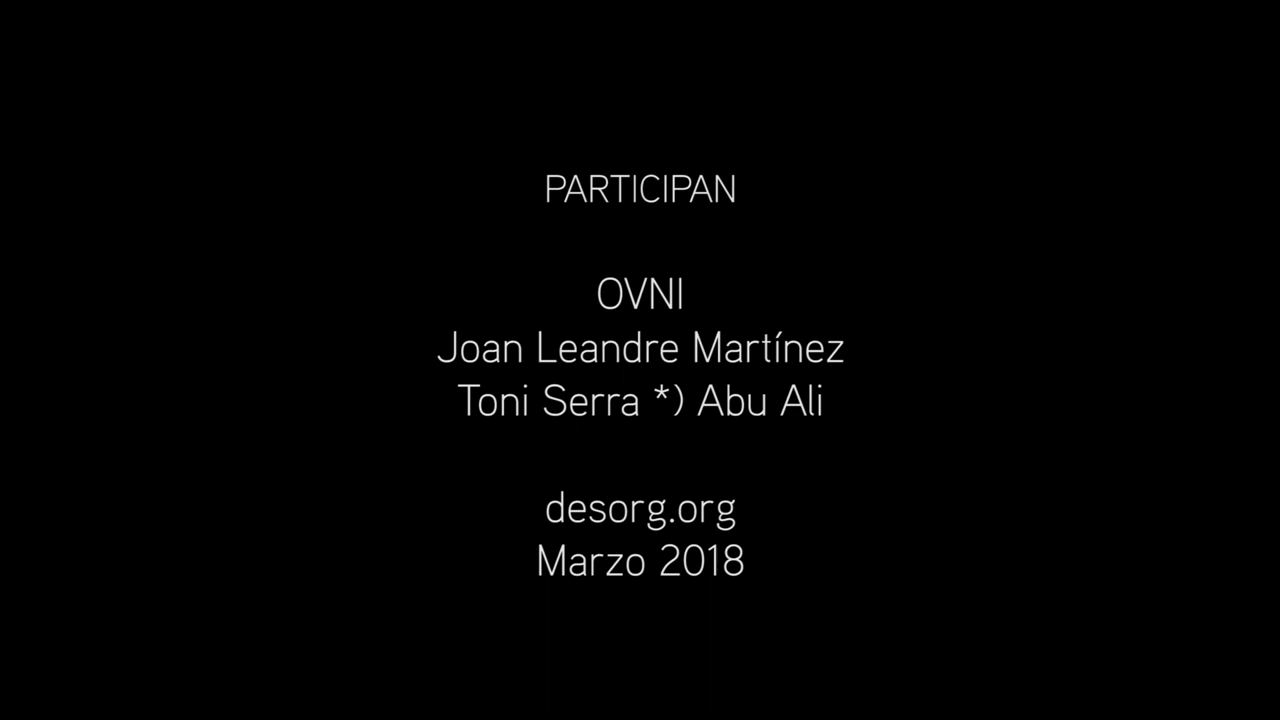 PARTICIPAN
OVNI
Joan Leandre Martínez
Toni Serra *) Abu Ali
desorg.org
Marzo 2018